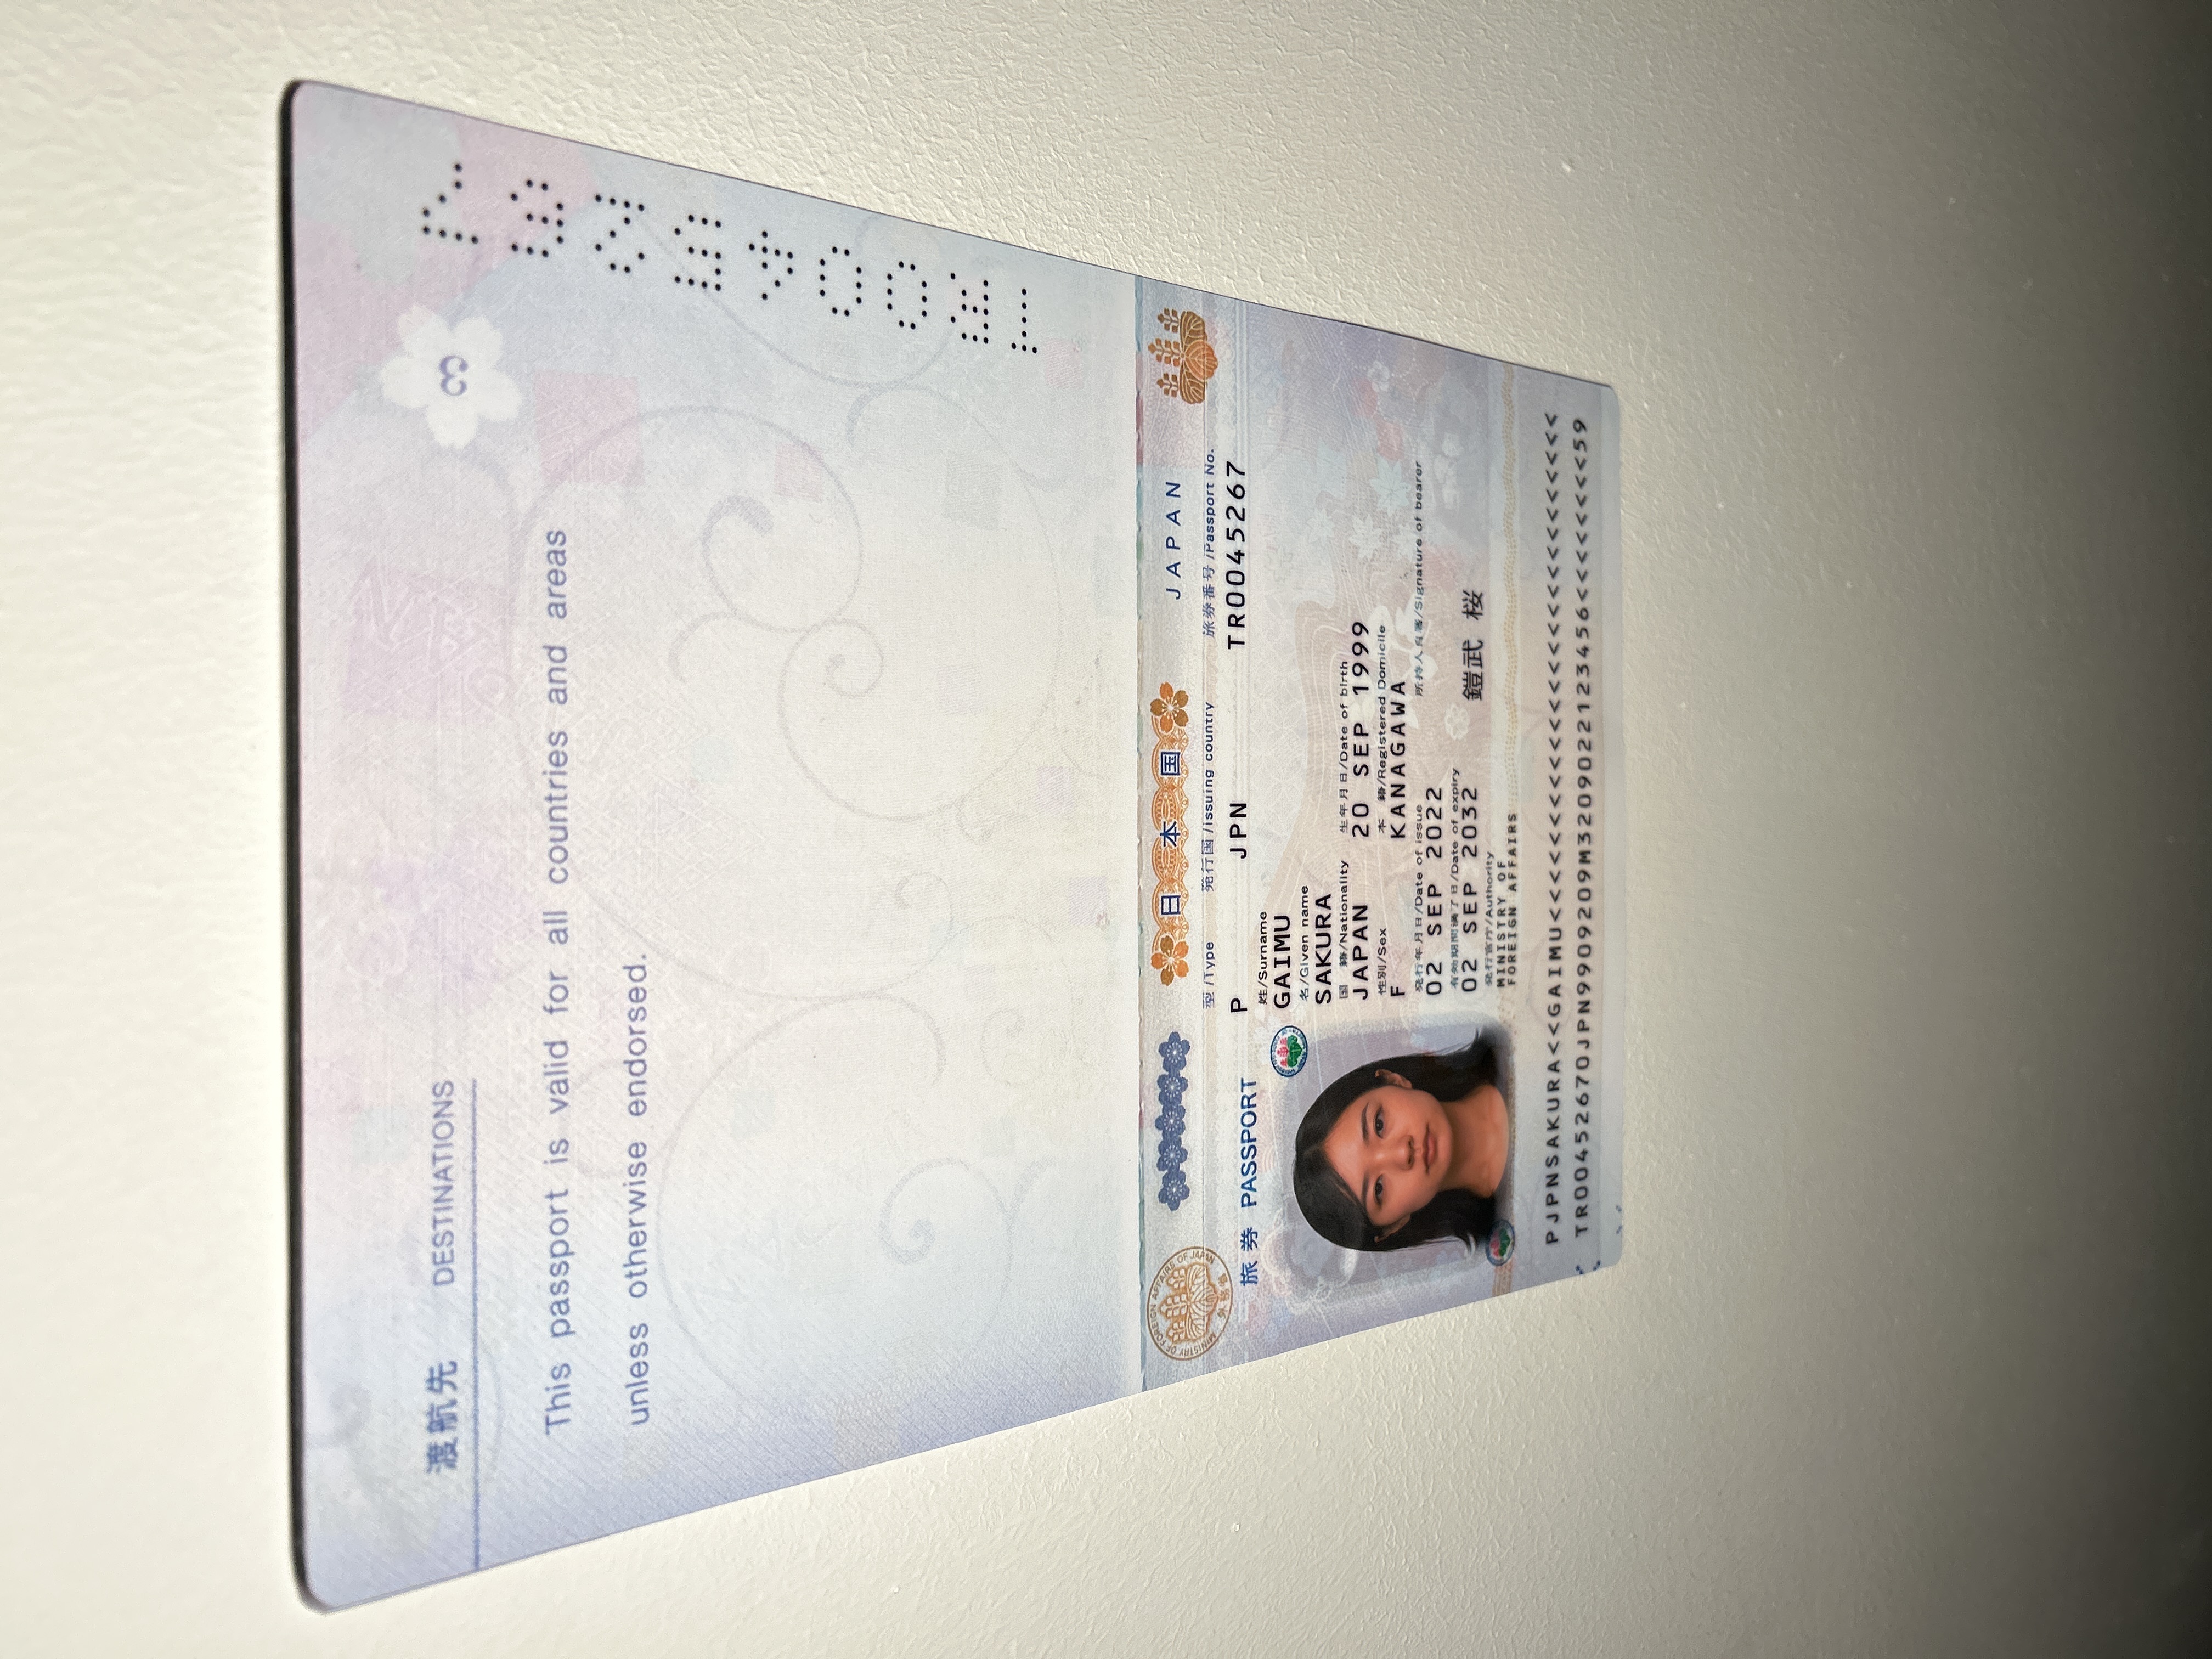 渡航先 DESTINATIONS
3
This passport is valid for all countries and areas
unless otherwise endorsed.
TR0045267
MINISTRY OF FOREIGN AFFAIRS OF JAPAN
外務省
日本国 JAPAN
型/Type 発行国/Issuing country 旅券番号/Passport No.
旅券 PASSPORT P JPN TR0045267
姓/Surname
GAIMU
名/Given name
SAKURA
国 籍/Nationality 生年月日/Date of birth
JAPAN 20 SEP 1999
性別/Sex 本 籍/Registered Domicile
F KANAGAWA
発行年月日/Date of issue 所持人自署/Signature of bearer
02 SEP 2022
有効期間満了日/Date of expiry
02 SEP 2032 鎧武 桜
発行官庁/Authority
MINISTRY OF
FOREIGN AFFAIRS
PJPNSAKURA<<GAIMU<<<<<<<<<<<<<<<<<<<<<<<<<<<
TR00452670JPN9909209M3209022123456<<<<<<<<59